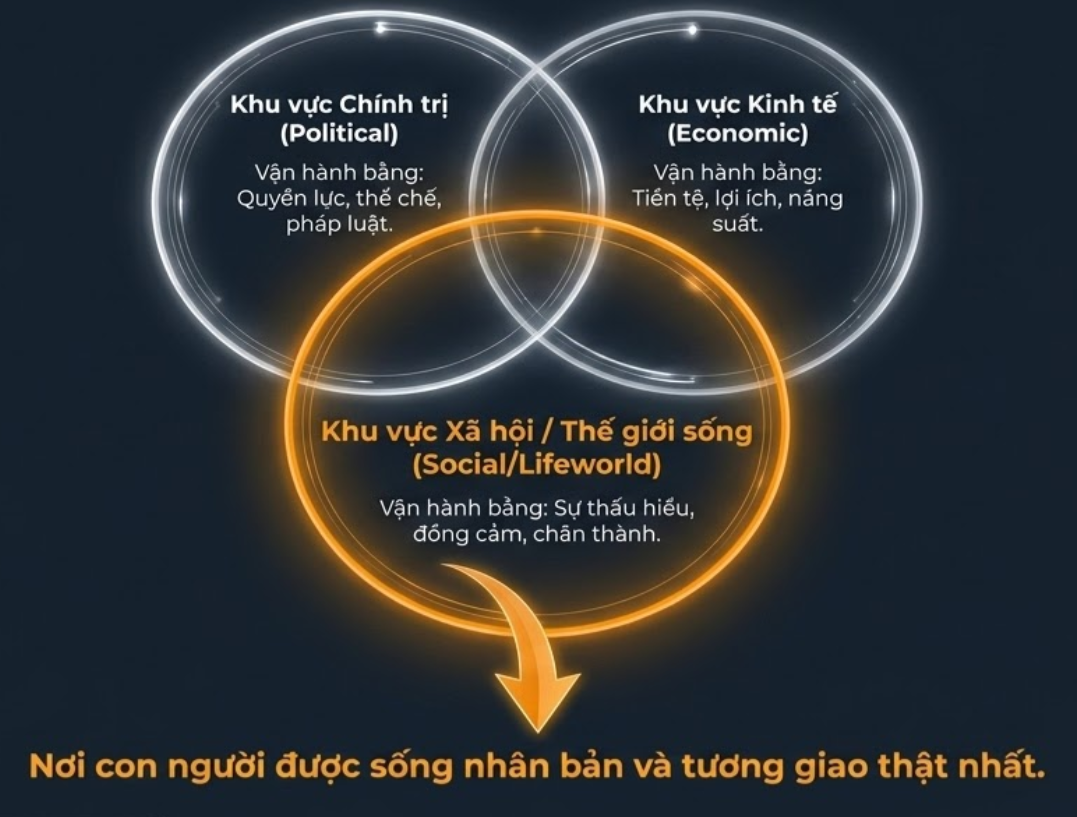 Khu vực Chính trị
(Political)
Vận hành bằng:
Quyền lực, thể chế,
pháp luật.
Khu vực Kinh tế
(Economic)
Vận hành bằng:
Tiền tệ, lợi ích, năng
suất.
Khu vực Xã hội / Thế giới sống
(Social/Lifeworld)
Vận hành bảng: Sự thấu hiểu,
đồng cảm, chân thành.
Nơi con người được sống nhân bản và tương giao thật nhất.